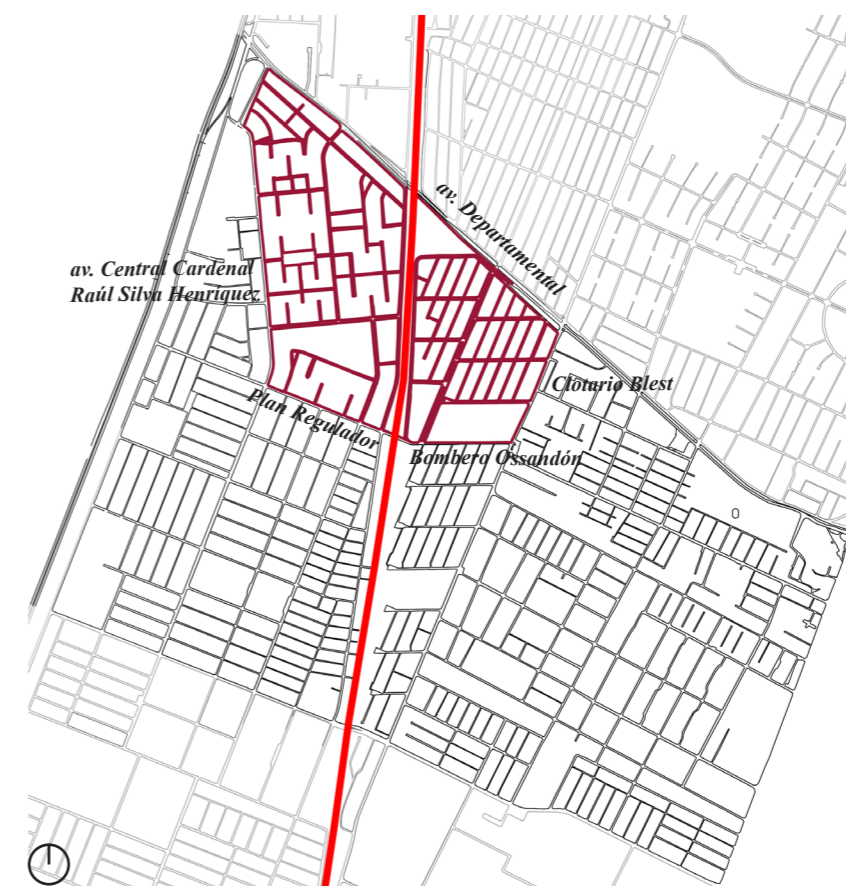 av. Departamental
av. Central Cardenal
Raúl Silva Henríquez
Clotario Blest
Plan Regulador
Bombero Ossandón